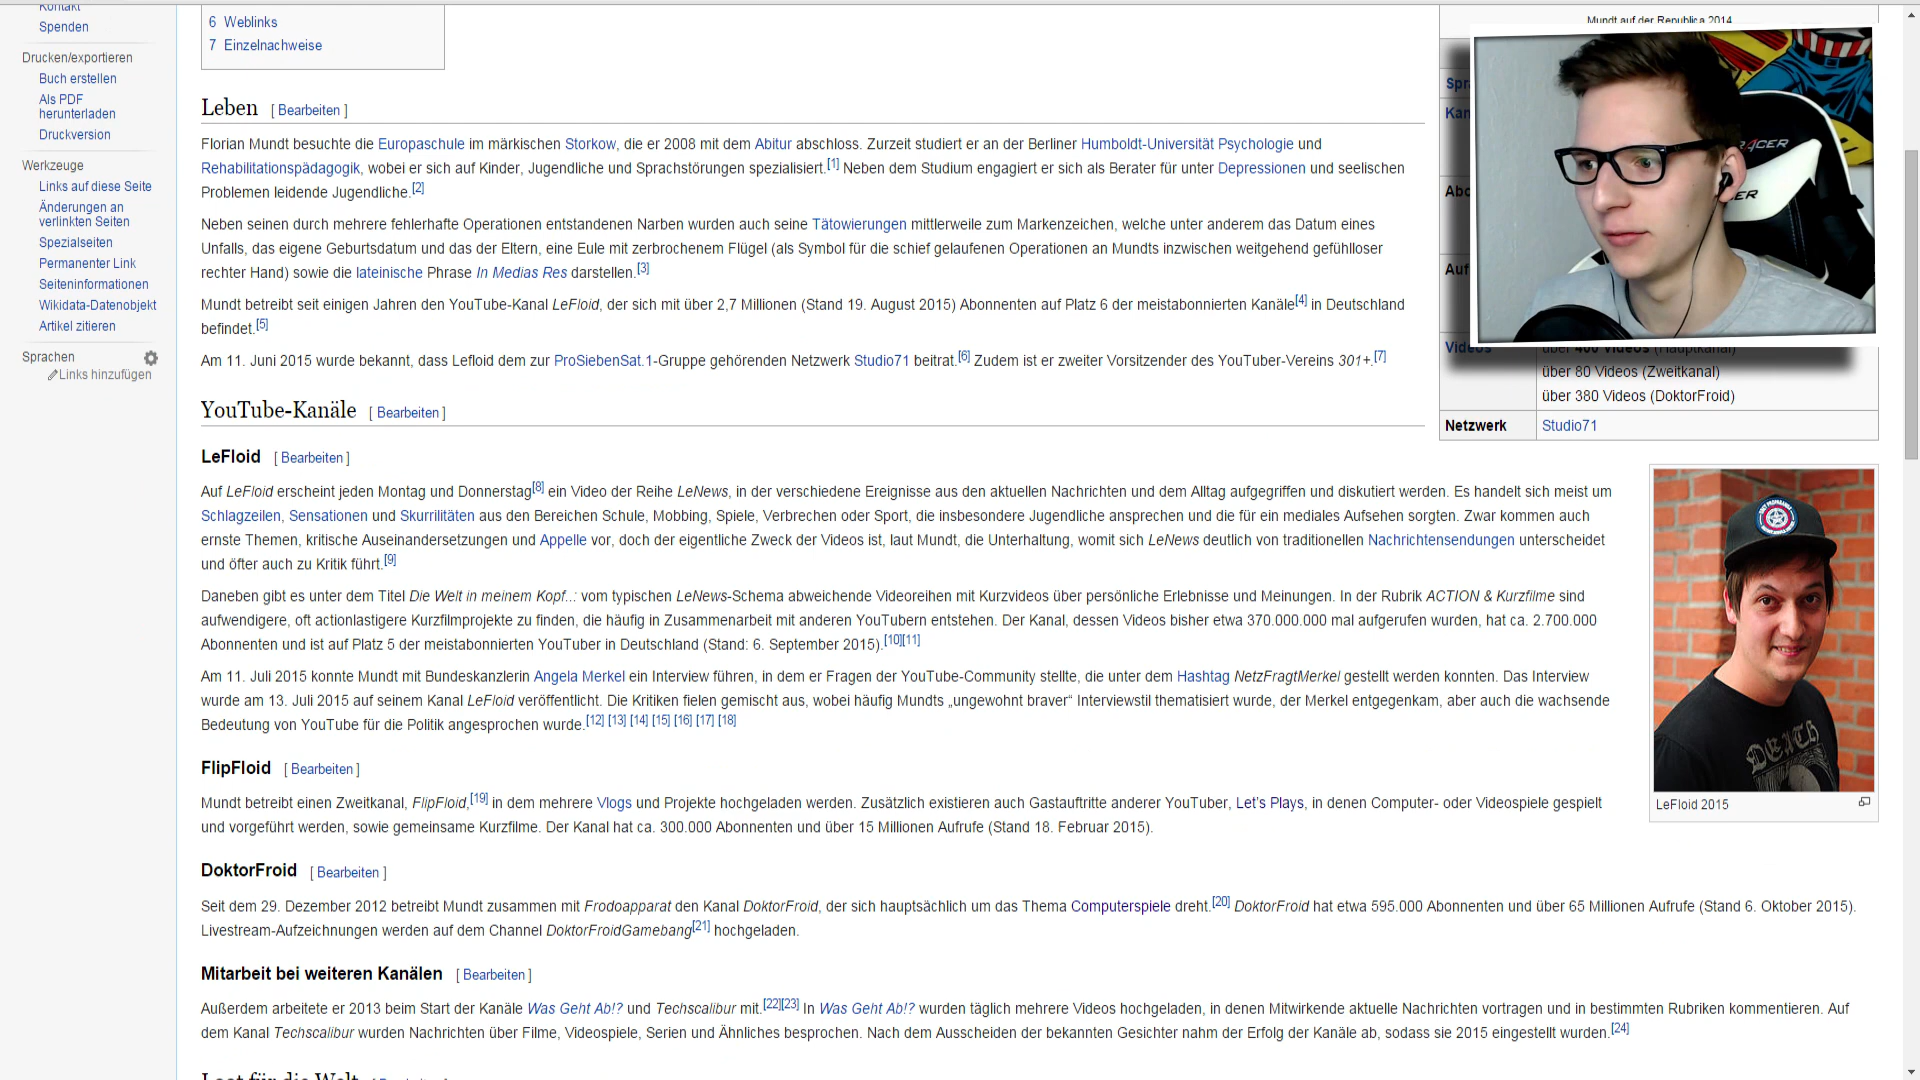 Kontakt
Spenden
Drucken/exportieren
Buch erstellen
Als PDF
herunterladen
Druckversion
Werkzeuge
Links auf diese Seite
Änderungen an
verlinkten Seiten
Spezialseiten
Permanenter Link
Seiteninformationen
Wikidata-Datenobjekt
Artikel zitieren
Sprachen
Links hinzufügen
6 Weblinks
7 Einzelnachweise
Leben [ Bearbeiten ]
Florian Mundt besuchte die Europaschule im märkischen Storkow, die er 2008 mit dem Abitur abschloss. Zurzeit studiert er an der Berliner Humboldt-Universität Psychologie und
Rehabilitationspädagogik, wobei er sich auf Kinder, Jugendliche und Sprachstörungen spezialisiert.[1] Neben dem Studium engagiert er sich als Berater für unter Depressionen und seelischen
Problemen leidende Jugendliche.[2]
Neben seinen durch mehrere fehlerhafte Operationen entstandenen Narben wurden auch seine Tätowierungen mittlerweile zum Markenzeichen, welche unter anderem das Datum eines
Unfalls, das eigene Geburtsdatum und das der Eltern, eine Eule mit zerbrochenem Flügel (als Symbol für die schief gelaufenen Operationen an Mundts inzwischen weitgehend gefühlloser
rechter Hand) sowie die lateinische Phrase In Medias Res darstellen.[3]
Mundt betreibt seit einigen Jahren den YouTube-Kanal LeFloid, der sich mit über 2,7 Millionen (Stand 19. August 2015) Abonnenten auf Platz 6 der meistabonnierten Kanäle[4] in Deutschland
befindet.[5]
Am 11. Juni 2015 wurde bekannt, dass Lefloid dem zur ProSiebenSat.1-Gruppe gehörenden Netzwerk Studio71 beitrat.[6] Zudem ist er zweiter Vorsitzender des YouTuber-Vereins 301+.[7]
YouTube-Kanäle [ Bearbeiten ]
LeFloid [ Bearbeiten ]
Auf LeFloid erscheint jeden Montag und Donnerstag[8] ein Video der Reihe LeNews, in der verschiedene Ereignisse aus den aktuellen Nachrichten und dem Alltag aufgegriffen und diskutiert werden. Es handelt sich meist um
Schlagzeilen, Sensationen und Skurrilitäten aus den Bereichen Schule, Mobbing, Spiele, Verbrechen oder Sport, die insbesondere Jugendliche ansprechen und die für ein mediales Aufsehen sorgten. Zwar kommen auch
ernste Themen, kritische Auseinandersetzungen und Appelle vor, doch der eigentliche Zweck der Videos ist, laut Mundt, die Unterhaltung, womit sich LeNews deutlich von traditionellen Nachrichtensendungen unterscheidet
und öfter auch zu Kritik führt.[9]
Daneben gibt es unter dem Titel Die Welt in meinem Kopf...: vom typischen LeNews-Schema abweichende Videoreihen mit Kurzvideos über persönliche Erlebnisse und Meinungen. In der Rubrik ACTION & Kurzfilme sind
aufwendigere, oft actionlastigere Kurzfilmprojekte zu finden, die häufig in Zusammenarbeit mit anderen YouTubern entstehen. Der Kanal, dessen Videos bisher etwa 370.000.000 mal aufgerufen wurden, hat ca. 2.700.000
Abonnenten und ist auf Platz 5 der meistabonnierten YouTuber in Deutschland (Stand: 6. September 2015).[10][11]
Am 11. Juli 2015 konnte Mundt mit Bundeskanzlerin Angela Merkel ein Interview führen, in dem er Fragen der YouTube-Community stellte, die unter dem Hashtag NetzFragtMerkel gestellt werden konnten. Das Interview
wurde am 13. Juli 2015 auf seinem Kanal LeFloid veröffentlicht. Die Kritiken fielen gemischt aus, wobei häufig Mundts „ungewohnt braver“ Interviewstil thematisiert wurde, der Merkel entgegenkam, aber auch die wachsende
Bedeutung von YouTube für die Politik angesprochen wurde.[12] [13] [14] [15] [16] [17] [18]
FlipFloid [ Bearbeiten ]
Mundt betreibt einen Zweitkanal, FlipFloid,[19] in dem mehrere Vlogs und Projekte hochgeladen werden. Zusätzlich existieren auch Gastauftritte anderer YouTuber, Let's Plays, in denen Computer- oder Videospiele gespielt
und vorgeführt werden, sowie gemeinsame Kurzfilme. Der Kanal hat ca. 300.000 Abonnenten und über 15 Millionen Aufrufe (Stand 18. Februar 2015).
DoktorFroid [ Bearbeiten ]
Seit dem 29. Dezember 2012 betreibt Mundt zusammen mit Frodoapparat den Kanal DoktorFroid, der sich hauptsächlich um das Thema Computerspiele dreht.[20] DoktorFroid hat etwa 595.000 Abonnenten und über 65 Millionen Aufrufe (Stand 6. Oktober 2015).
Livestream-Aufzeichnungen werden auf dem Channel DoktorFroidGamebang[21] hochgeladen.
Mitarbeit bei weiteren Kanälen [ Bearbeiten ]
Außerdem arbeitete er 2013 beim Start der Kanäle Was Geht Ab!? und Techscalibur mit.[22][23] In Was Geht Ab!? wurden täglich mehrere Videos hochgeladen, in denen Mitwirkende aktuelle Nachrichten vortragen und in bestimmten Rubriken kommentieren. Auf
dem Kanal Techscalibur wurden Nachrichten über Filme, Videospiele, Serien und Ähnliches besprochen. Nach dem Ausscheiden der bekannten Gesichter nahm der Erfolg der Kanäle ab, sodass sie 2015 eingestellt wurden.[24]
Mundt auf der Republica 2014
Spr
Kan
Abo
Auf
Videos
über 400 Videos (Hauptkanal)
über 80 Videos (Zweitkanal)
über 380 Videos (DoktorFroid)
Netzwerk Studio71
DEATH
LeFloid 2015